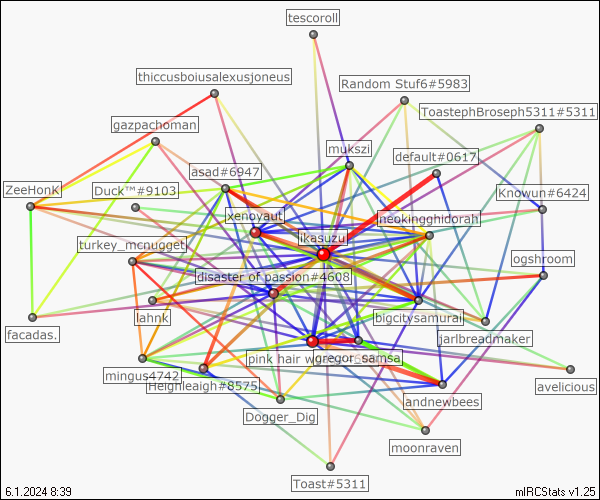 tescoroll
thiccusboiusalexusjoneus
Random Stuf6#5983
ToastephBroseph5311#5311
gazpachoman
mukszi
default#0617
asad#6947
ZeeHonK
Duck™#9103
Knowun#6424
xenoyaut
neokingghidorah
ikasuzu
turkey_mcnugget
ogshroom
disaster of passion#4608
lahnk
bigcitysamurai
facadas.
jarlbreadmaker
pink hair w
gregor_samsa
mingus4742
Heighleaigh#8575
avelicious
andnewbees
Dogger_Dig
moonraven
Toast#5311
6.1.2024 8:39
mIRCStats v1.25